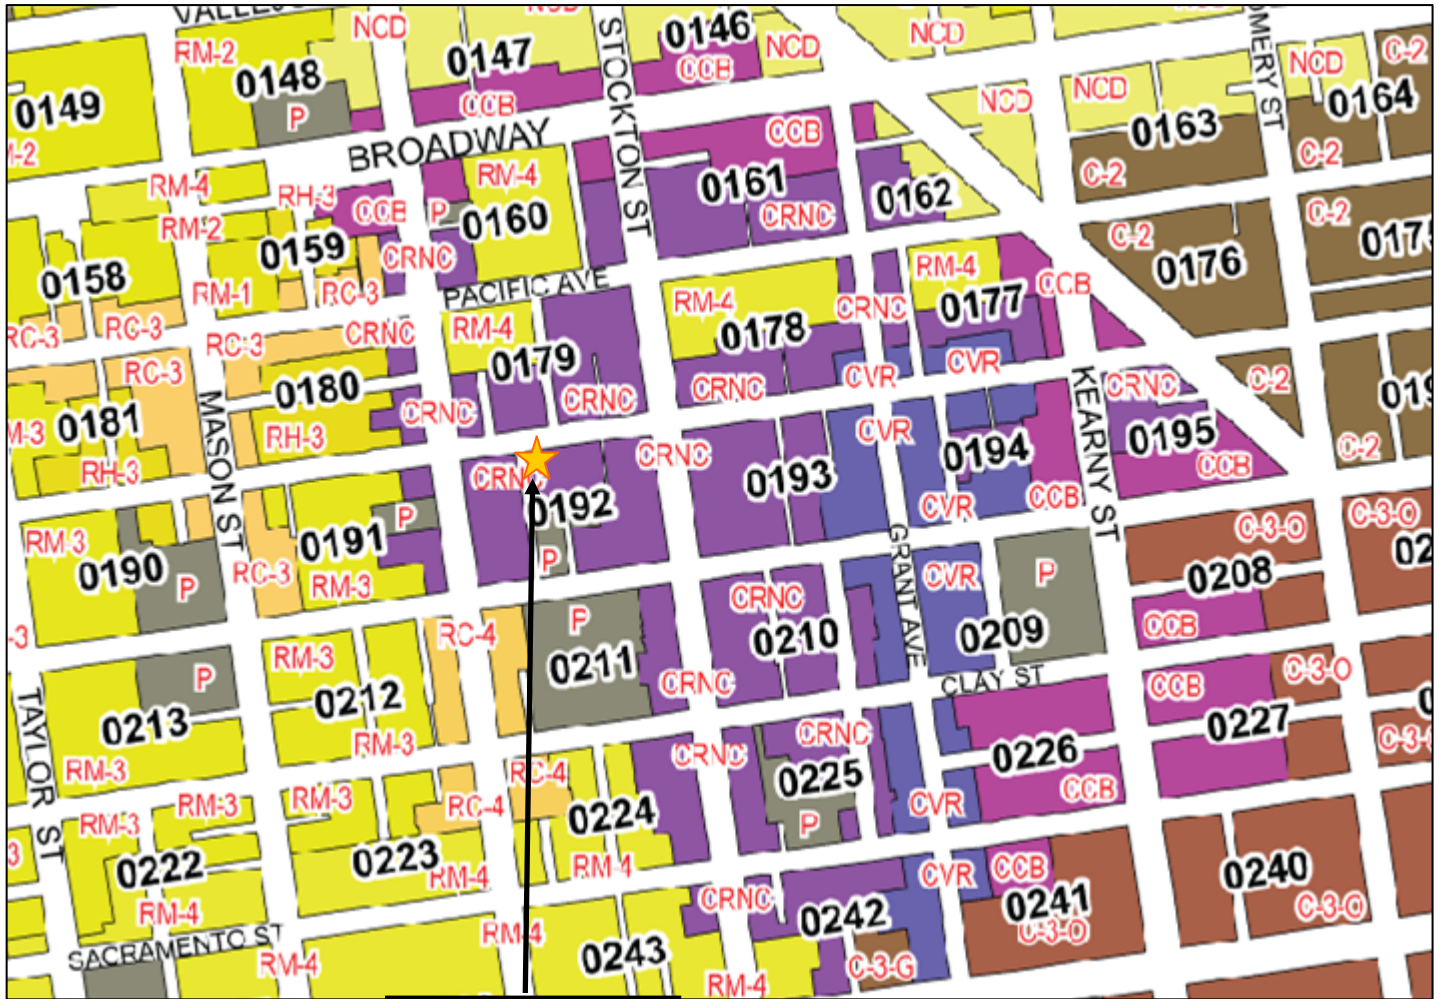 NCD
0146
NCD
NCD
RM-2
0147
CCB
NCD
C-2
0148
0149
P
CCB
STOCKTON ST
NCD
NCD
0163
0164
BROADWAY
CCB
C-2
C-2
RM-4
RH-3
RM-4
0161
0162
RM-2
CCB
P
0160
CRNC
C-2
C-2
0159
CRNC
0176
0158
RM-1
RC-3
PACIFIC AVE
RM-4
CCB
RM-4
CRNC
0177
RC-3
RC-3
CRNC
RM-4
0178
RC-3
0179
CVR
CVR
RC-3
0180
CRNC
CRNC
CRNC
C-2
0181
MASON ST
CRNC
KEARNY ST
RH-3
CVR
0195
C-2
RH-3
CRNC
0194
CCB
0193
0192
CVR
CCB
P
C-3-O
C-3-O
RM-3
0191
GRANT AVE
0190
P
RC-3
RM-3
P
CVR
P
0208
CRNC
CCB
P
RC-4
0210
0209
RM-3
0211
P
CRNC
CLAY ST
CCB
C-3-O
TAYLOR ST
0213
0212
0227
RM-3
RM-3
CRNC
CRNC
0226
RC-4
0225
CCB
RM-3
RM-3
RC-4
CVR
RM-3
0224
P
0222
0223
RM-4
RM-4
CVR
CCB
0240
RM-4
CRNC
0241
C-3-O
SACRAMENTO ST
RM-4
0242
C-3-O
RM-4
0243
C-3-G
RM-4